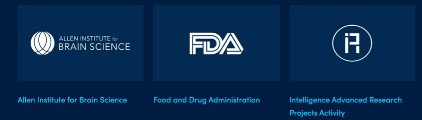 ALLEN INSTITUTE for
BRAIN SCIENCE
FDA
Allen Institute for Brain Science
Food and Drug Administration
Intelligence Advanced Research
Projects Activity